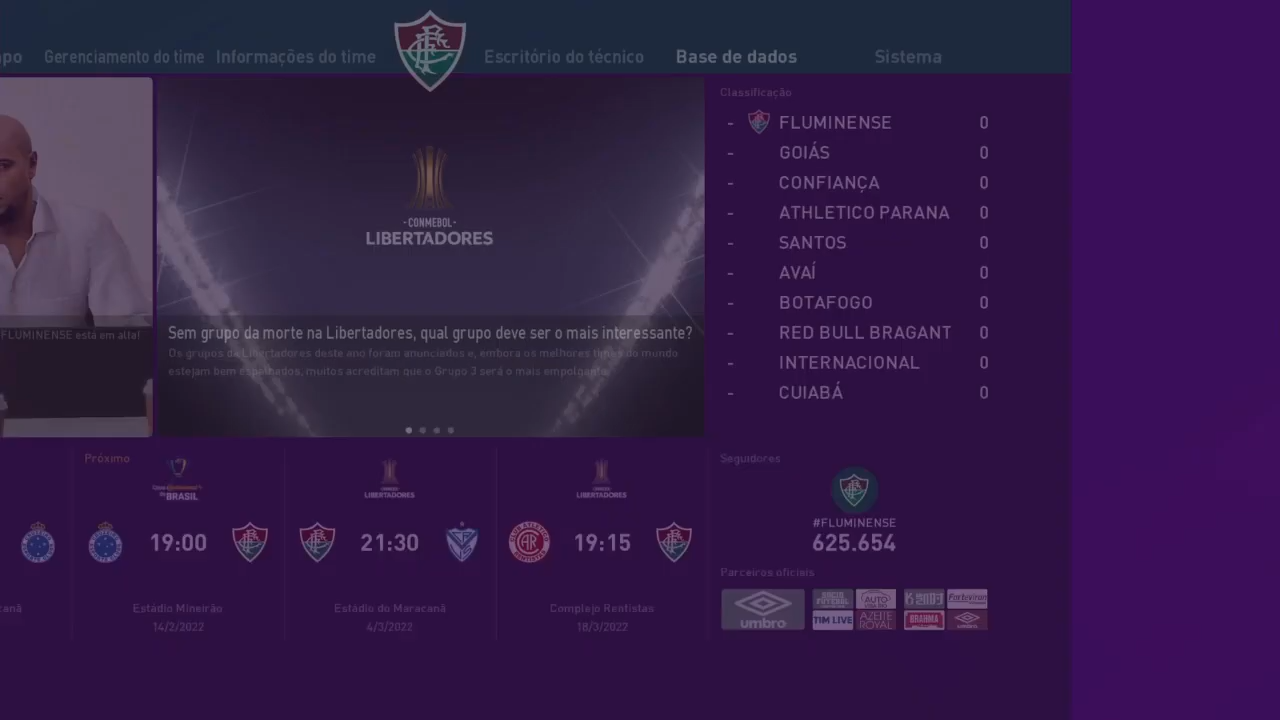 po
Gerenciamento do time
Informações do time
Escritório do técnico
Base de dados
Sistema
FLUMINENSE está em alta!
-CONMEBOL-
LIBERTADORES
Sem grupo da morte na Libertadores, qual grupo deve ser o mais interessante?
Os grupos da Libertadores deste ano foram anunciados e, embora os melhores times do mundo
estejam bem espalhados, muitos acreditam que o Grupo 3 será o mais empolgante.
Classificação
- FLUMINENSE 0
- GOIÁS 0
- CONFIANÇA 0
- ATHLETICO PARANA 0
- SANTOS 0
- AVAÍ 0
- BOTAFOGO 0
- RED BULL BRAGANT 0
- INTERNACIONAL 0
- CUIABÁ 0
canã
Próximo
DO BRASIL
19:00
Estádio Mineirão
14/2/2022
LIBERTADORES
21:30
Estádio do Maracanã
4/3/2022
LIBERTADORES
19:15
Complejo Rentistas
18/3/2022
Seguidores
#FLUMINENSE
625.654
Parceiros oficiais
umbro
TIM LIVE
AZEITE ROYAL
BRAHMA